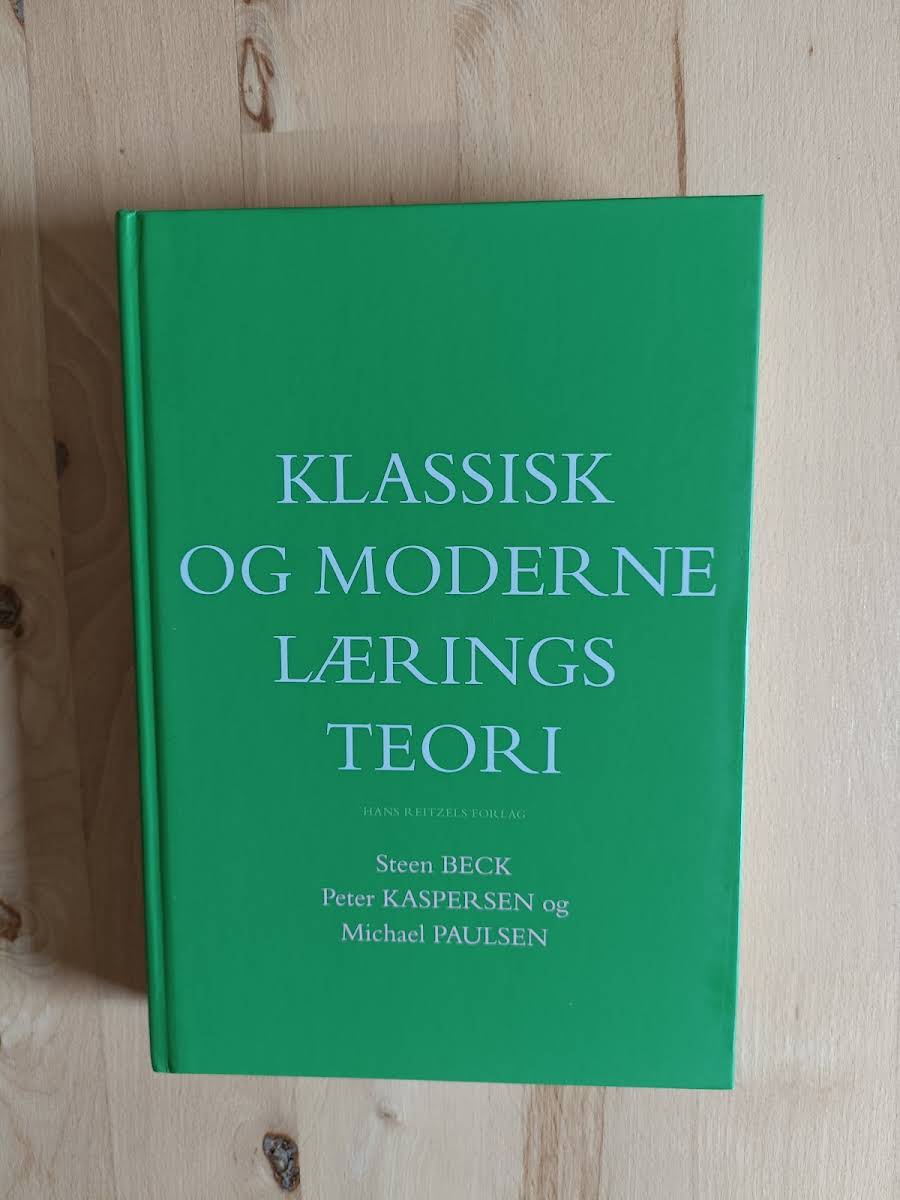 KLASSISK
OG MODERNE
LÆRINGS
TEORI
HANS REITZELS FORLAG
Steen BECK
Peter KASPERSEN og
Michael PAULSEN